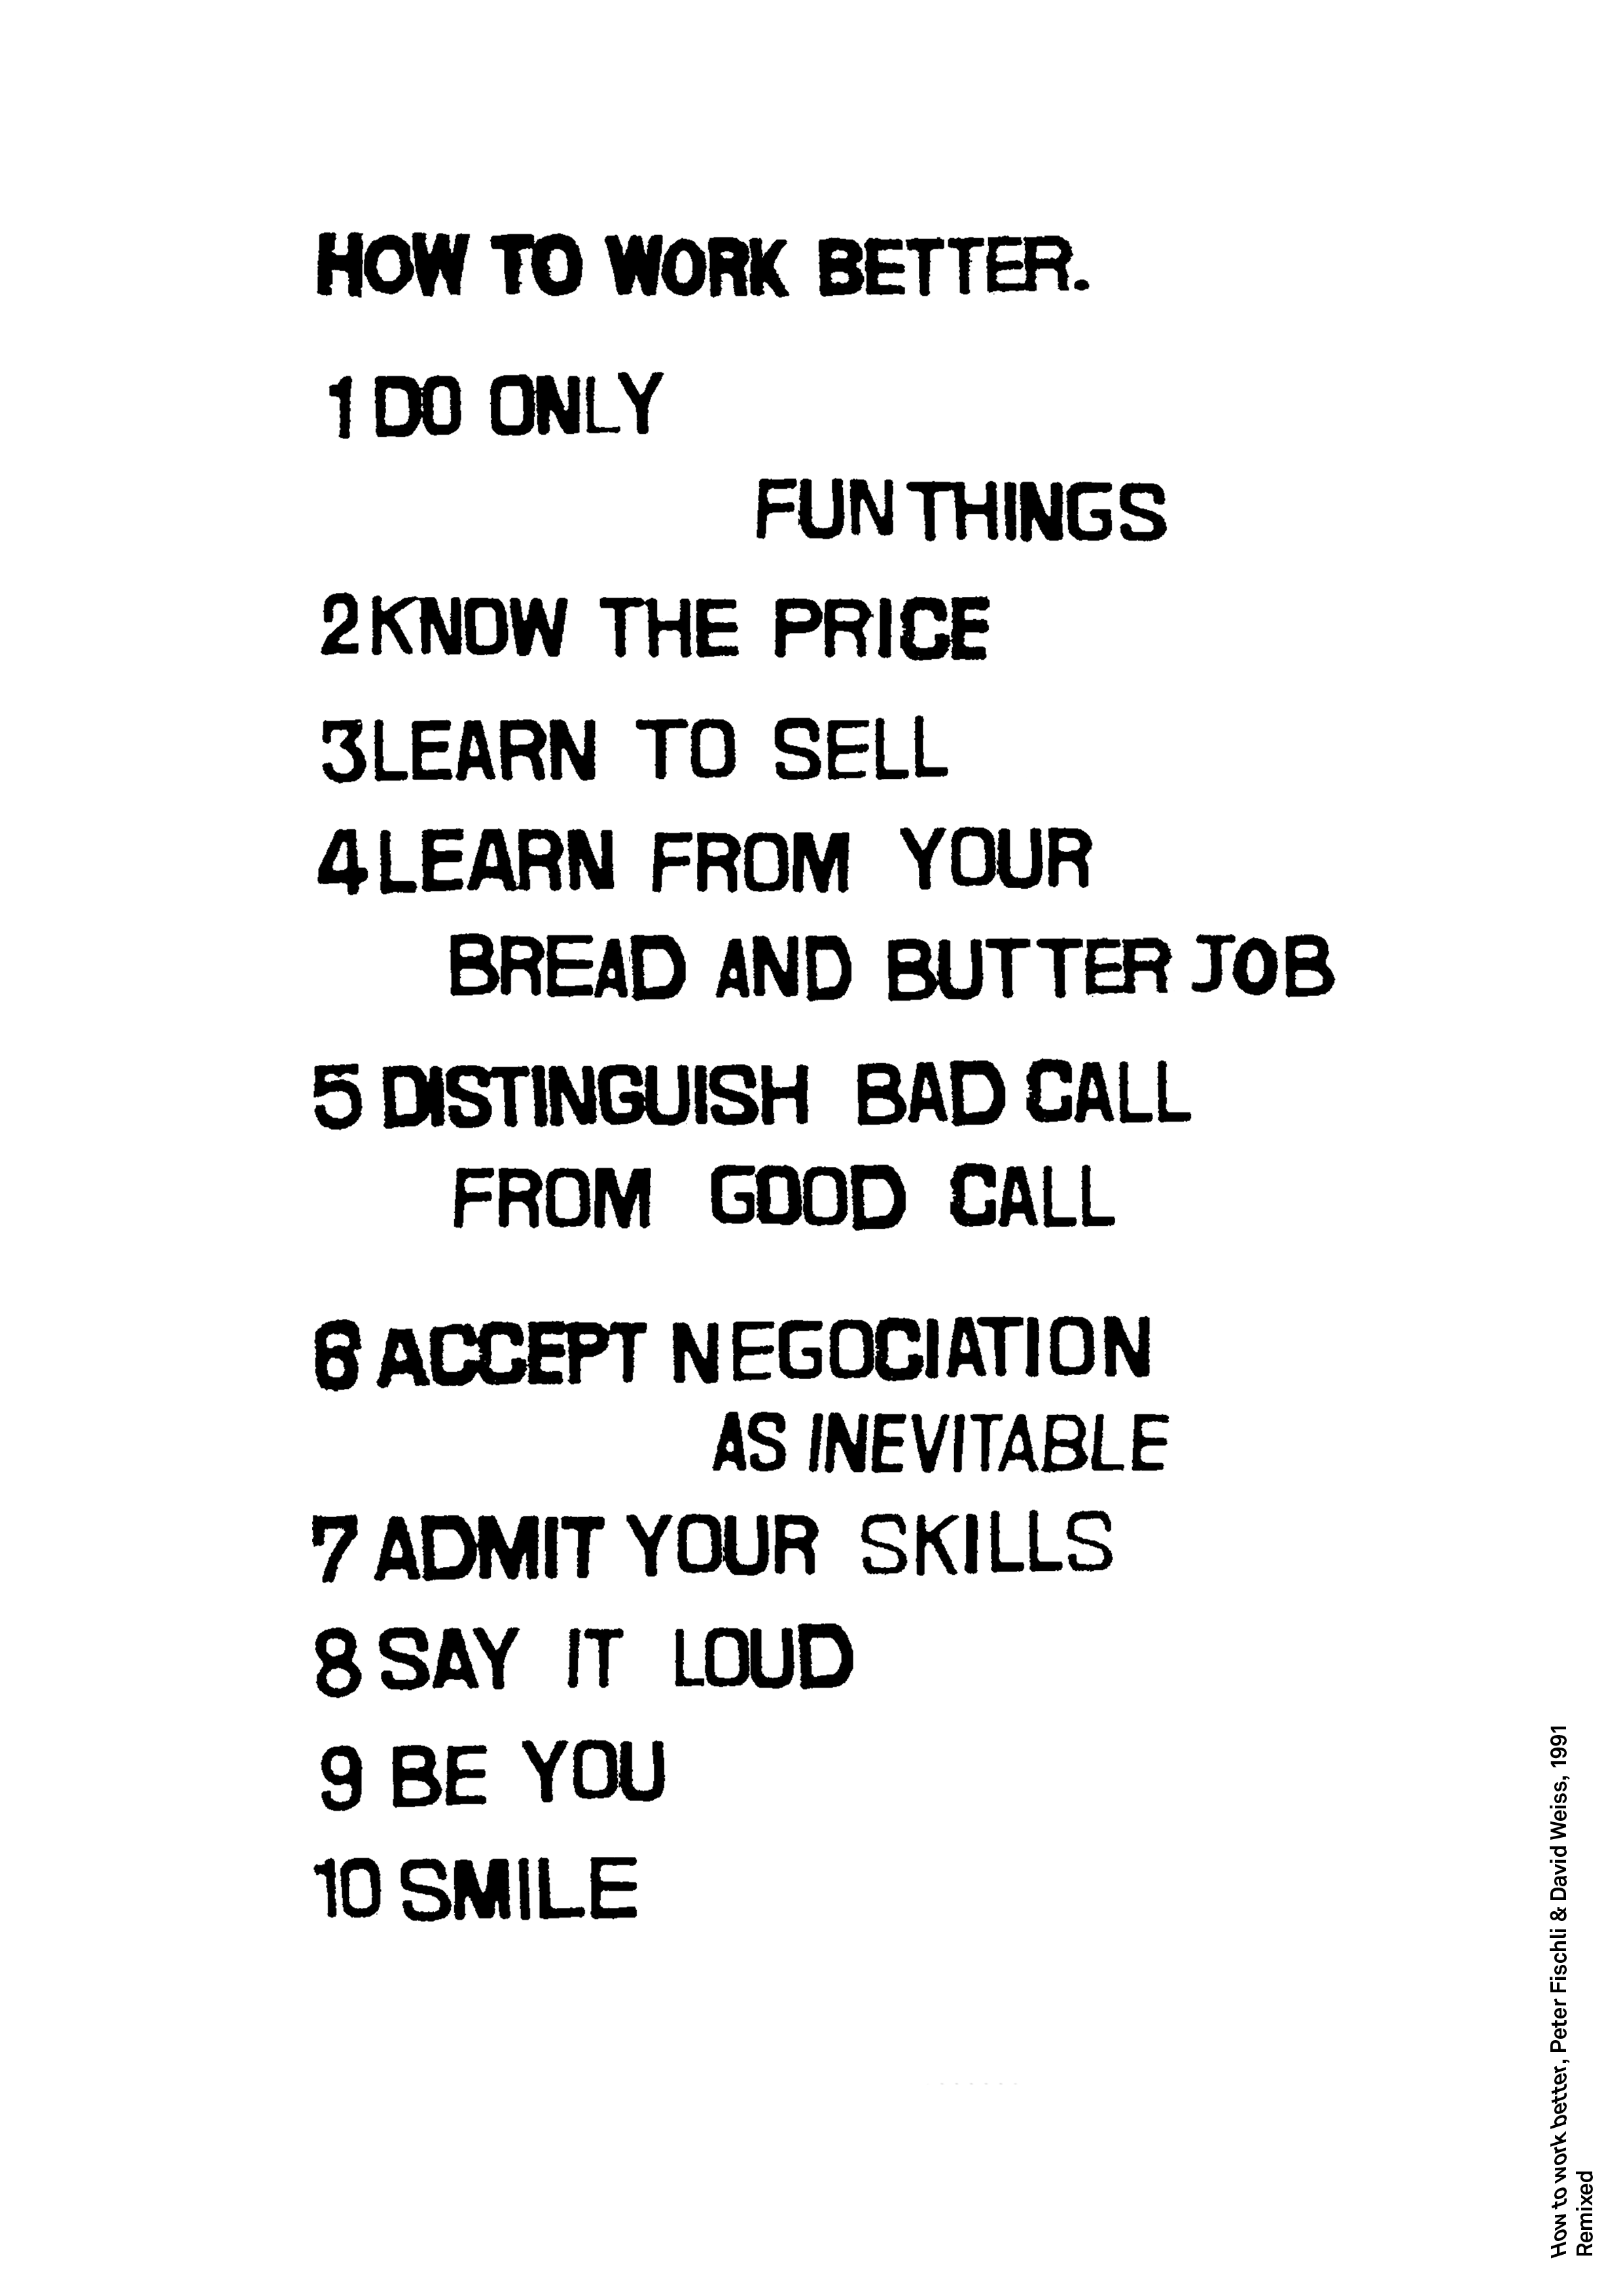 HOW TO WORK BETTER.
1 DO ONLY
FUN THINGS
2 KNOW THE PRICE
3 LEARN TO SELL
4 LEARN FROM YOUR
BREAD AND BUTTER JOB
5 DISTINGUISH BAD CALL
FROM GOOD CALL
6 ACCEPT NEGOCIATION
AS INEVITABLE
7 ADMIT YOUR SKILLS
8 SAY IT LOUD
9 BE YOU
10 SMILE
How to work better, Peter Fischli & David Weiss, 1991
Remixed